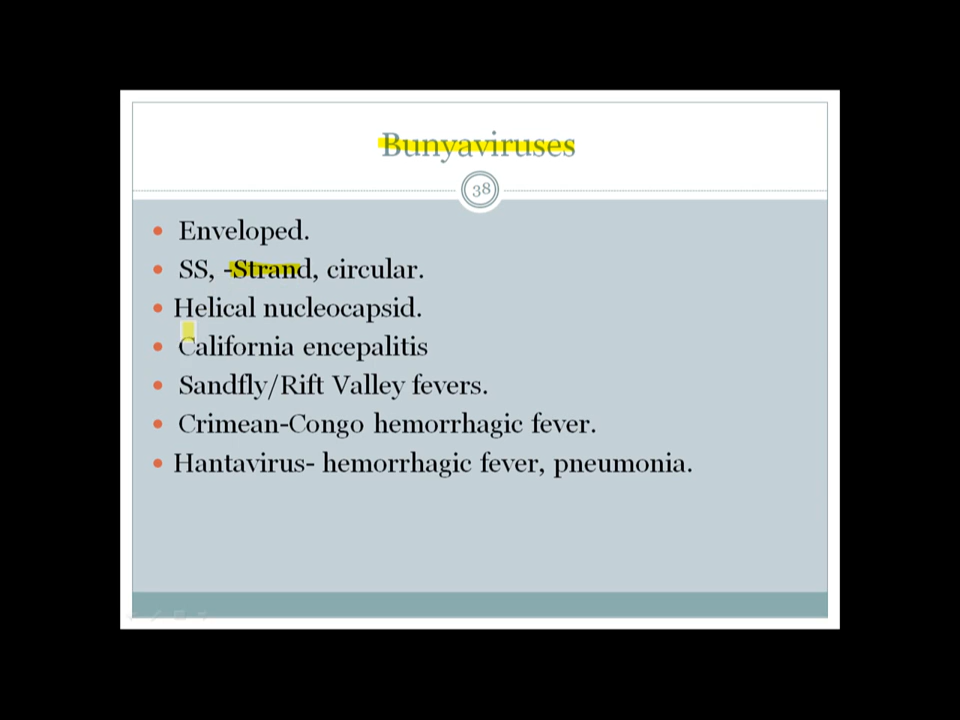 Bunyaviruses
38
Enveloped.
SS, -Strand, circular.
Helical nucleocapsid.
California encepalitis
Sandfly/Rift Valley fevers.
Crimean-Congo hemorrhagic fever.
Hantavirus- hemorrhagic fever, pneumonia.